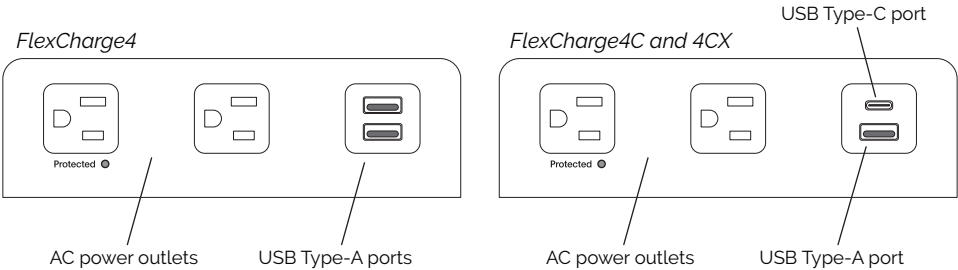 USB Type-C port
FlexCharge4
FlexCharge4C and 4CX
Protected
Protected
AC power outlets
USB Type-A ports
AC power outlets
USB Type-A port